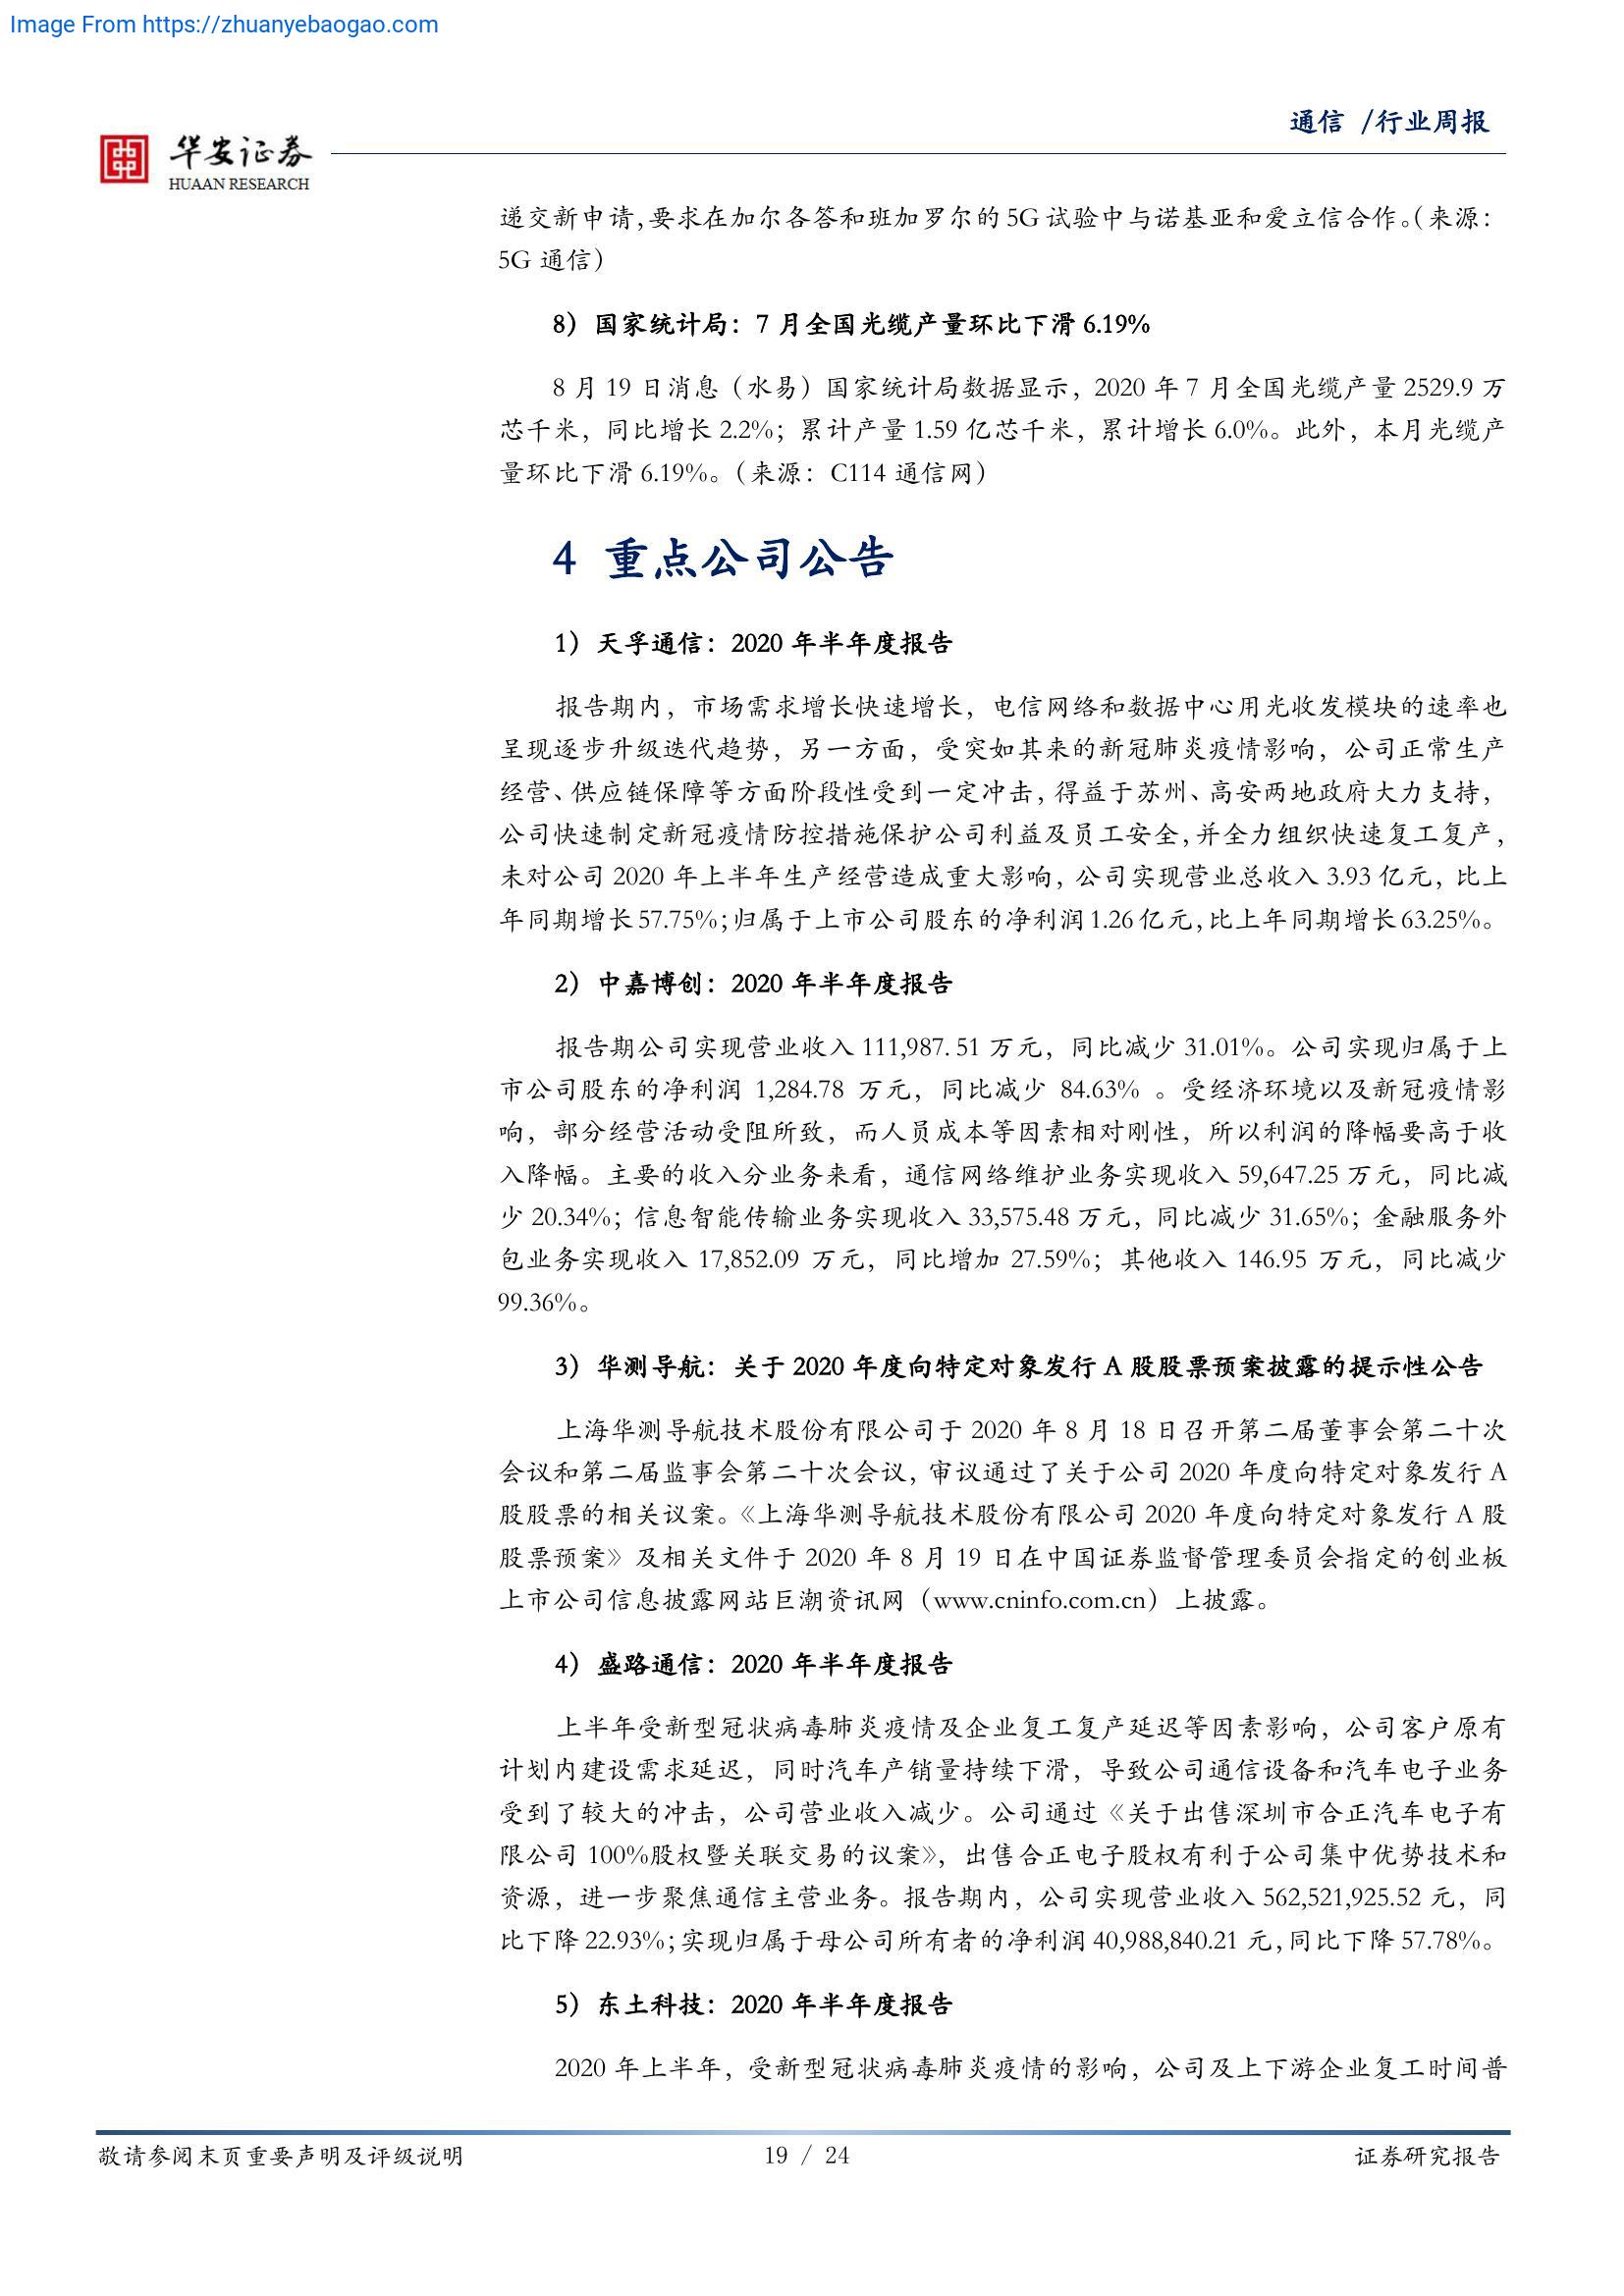 Image From https://zhuanyebaogao.com
通信 /行业周报
华安证券
HUAAN RESEARCH
递交新申请,要求在加尔各答和班加罗尔的5G试验中与诺基亚和爱立信合作。（来源：
5G 通信）
8）国家统计局：7 月全国光缆产量环比下滑 6.19%
8 月 19 日消息（水易）国家统计局数据显示，2020 年 7 月全国光缆产量 2529.9 万
芯千米，同比增长 2.2%；累计产量 1.59 亿芯千米，累计增长 6.0%。此外，本月光缆产
量环比下滑 6.19%。（来源：C114 通信网）
4 重点公司公告
1）天孚通信：2020 年半年度报告
报告期内，市场需求增长快速增长，电信网络和数据中心用光收发模块的速率也
呈现逐步升级迭代趋势，另一方面，受突如其来的新冠肺炎疫情影响，公司正常生产
经营、供应链保障等方面阶段性受到一定冲击，得益于苏州、高安两地政府大力支持，
公司快速制定新冠疫情防控措施保护公司利益及员工安全，并全力组织快速复工复产，
未对公司 2020 年上半年生产经营造成重大影响，公司实现营业总收入 3.93 亿元，比上
年同期增长 57.75%；归属于上市公司股东的净利润 1.26 亿元，比上年同期增长 63.25%。
2）中嘉博创：2020 年半年度报告
报告期公司实现营业收入 111,987. 51 万元，同比减少 31.01%。公司实现归属于上
市公司股东的净利润 1,284.78 万元，同比减少 84.63% 。受经济环境以及新冠疫情影
响，部分经营活动受阻所致，而人员成本等因素相对刚性，所以利润的降幅要高于收
入降幅。主要的收入分业务来看，通信网络维护业务实现收入 59,647.25 万元，同比减
少 20.34%；信息智能传输业务实现收入 33,575.48 万元，同比减少 31.65%；金融服务外
包业务实现收入 17,852.09 万元，同比增加 27.59%；其他收入 146.95 万元，同比减少
99.36%。
3）华测导航：关于 2020 年度向特定对象发行 A 股股票预案披露的提示性公告
上海华测导航技术股份有限公司于 2020 年 8 月 18 日召开第二届董事会第二十次
会议和第二届监事会第二十次会议，审议通过了关于公司 2020 年度向特定对象发行 A
股股票的相关议案。《上海华测导航技术股份有限公司 2020 年度向特定对象发行 A 股
股票预案》及相关文件于 2020 年 8 月 19 日在中国证券监督管理委员会指定的创业板
上市公司信息披露网站巨潮资讯网（www.cninfo.com.cn）上披露。
4）盛路通信：2020 年半年度报告
上半年受新型冠状病毒肺炎疫情及企业复工复产延迟等因素影响，公司客户原有
计划内建设需求延迟，同时汽车产销量持续下滑，导致公司通信设备和汽车电子业务
受到了较大的冲击，公司营业收入减少。公司通过《关于出售深圳市合正汽车电子有
限公司 100%股权暨关联交易的议案》，出售合正电子股权有利于公司集中优势技术和
资源，进一步聚焦通信主营业务。报告期内，公司实现营业收入 562,521,925.52 元，同
比下降 22.93%；实现归属于母公司所有者的净利润 40,988,840.21 元，同比下降 57.78%。
5）东土科技：2020 年半年度报告
2020 年上半年，受新型冠状病毒肺炎疫情的影响，公司及上下游企业复工时间普
敬请参阅末页重要声明及评级说明
19 / 24
证券研究报告